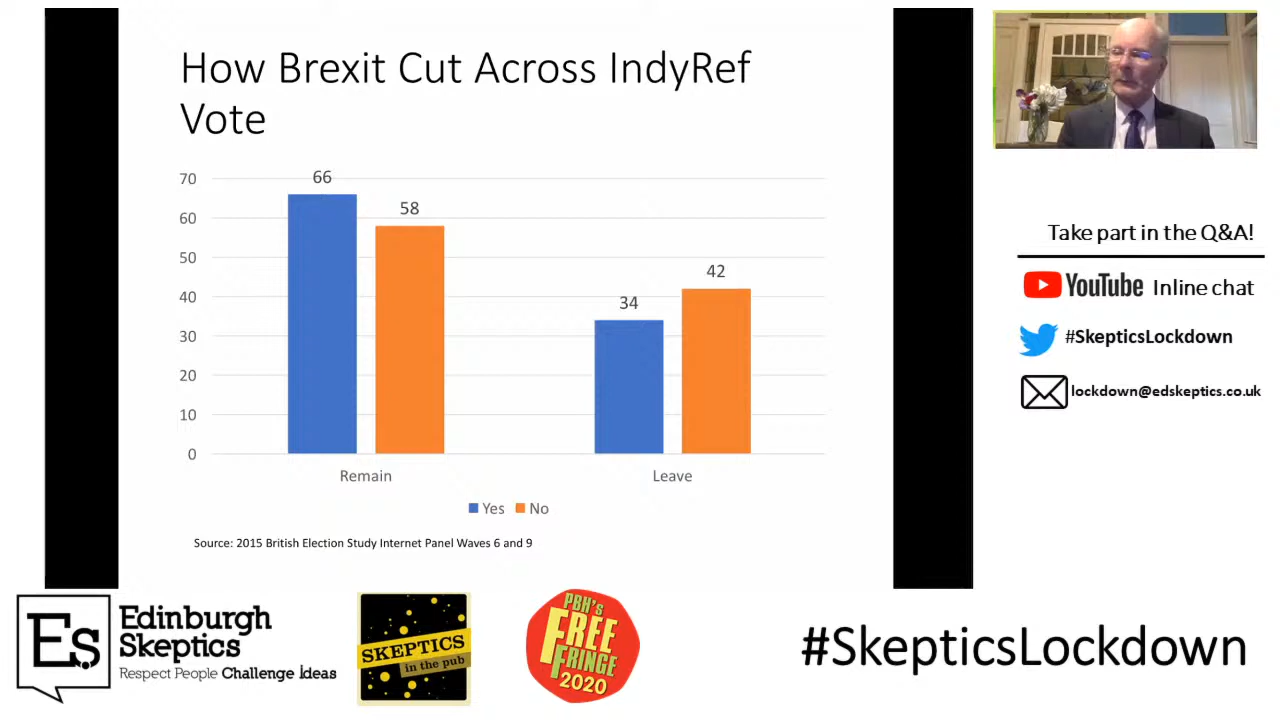 How Brexit Cut Across IndyRef
Vote
70
60
50
40
30
20
10
0
66
58
34
42
Remain
Leave
Yes
No
Source: 2015 British Election Study Internet Panel Waves 6 and 9
Take part in the Q&A!
YouTube Inline chat
#SkepticsLockdown
lockdown@edskeptics.co.uk
Es
Edinburgh
Skeptics
Respect People Challenge Ideas
SKEPTICS
in the pub
PBH's
FREE
FRINGE
2020
#SkepticsLockdown